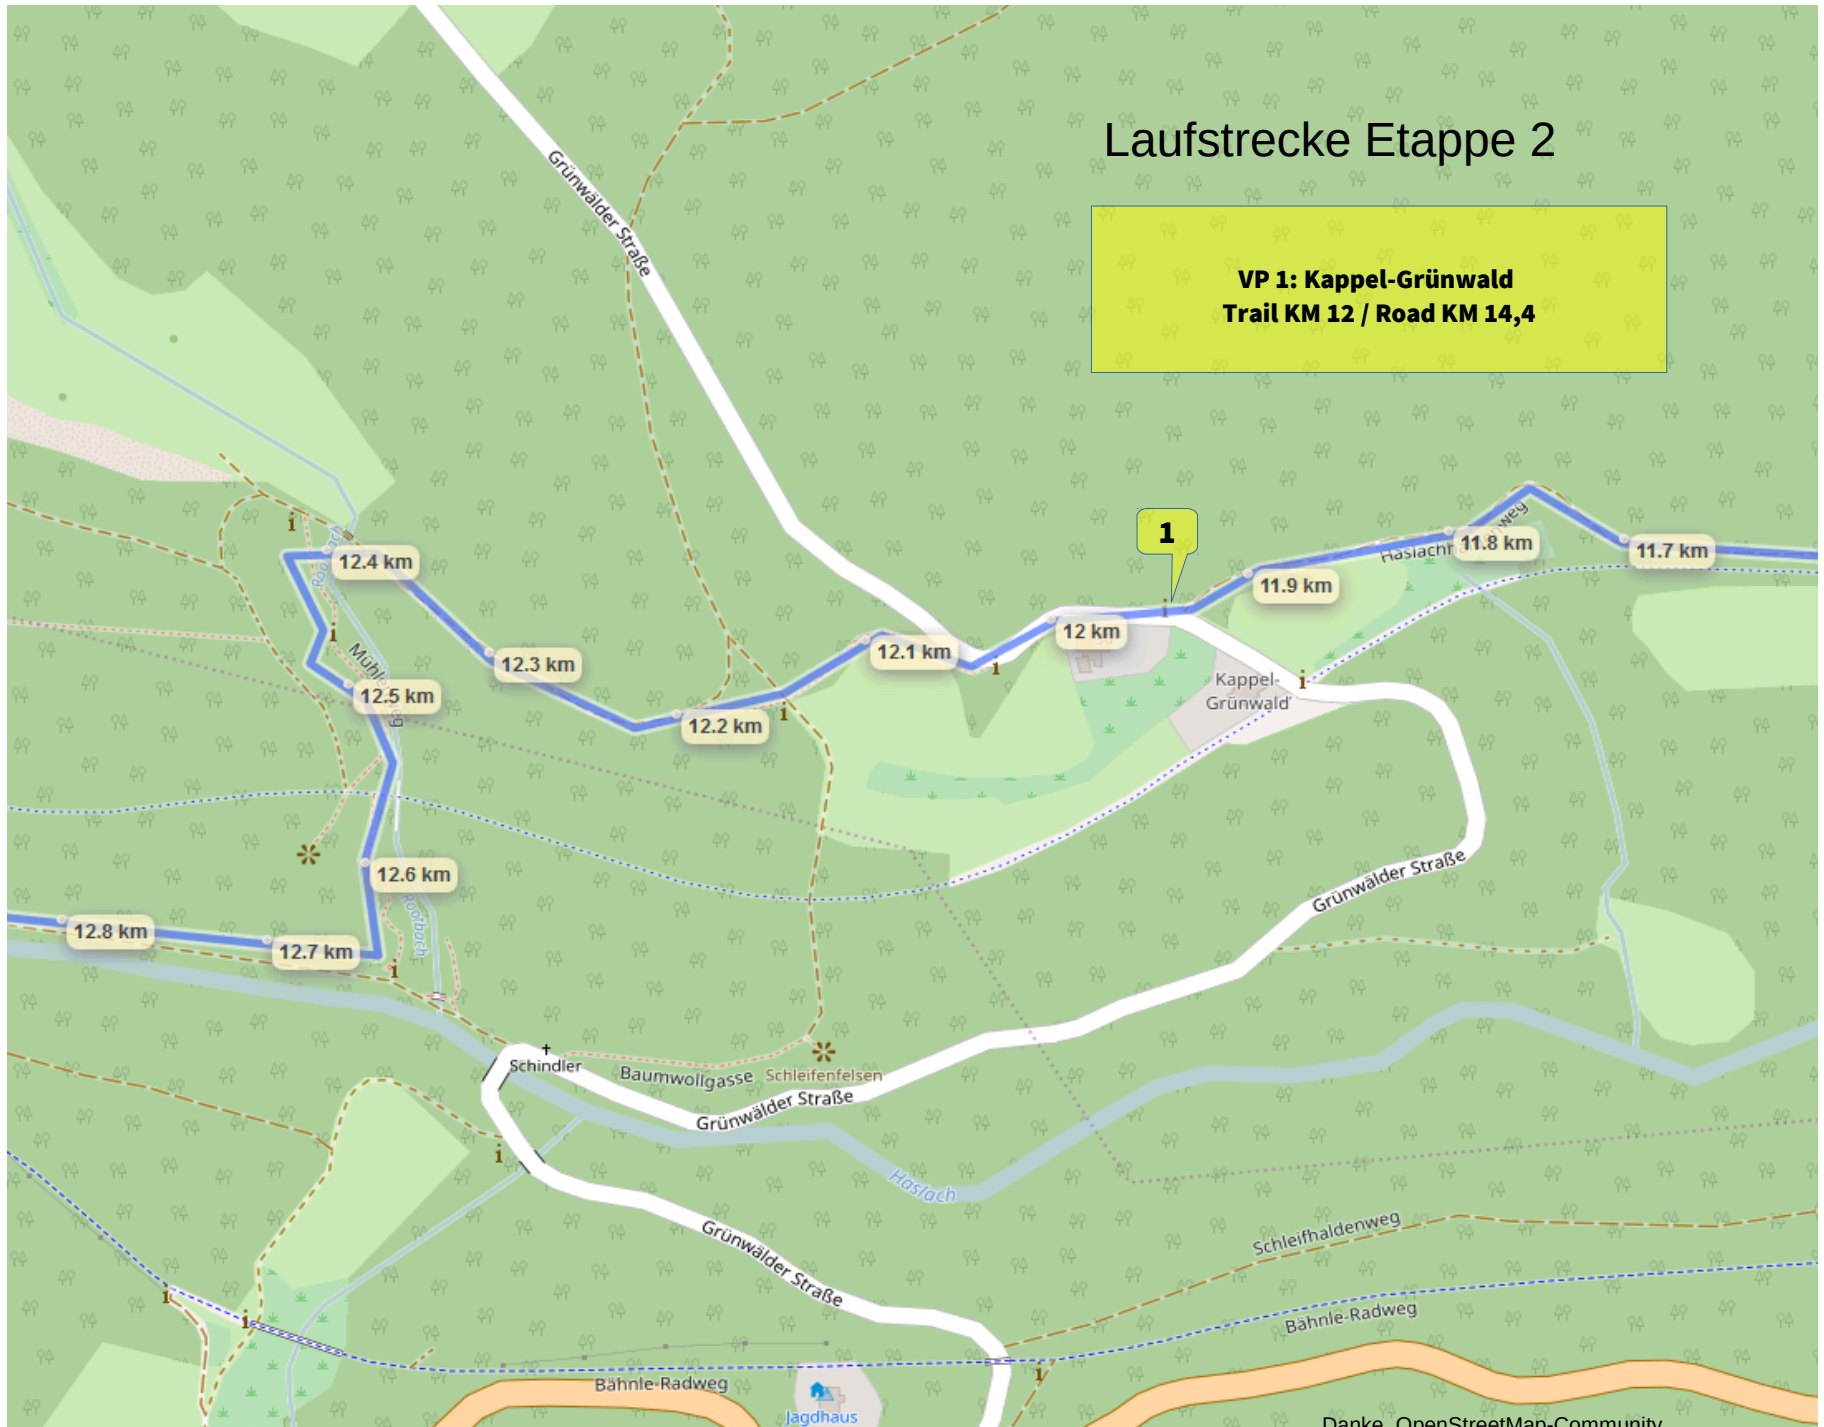 Laufstrecke Etappe 2
VP 1: Kappel-Grünwald
Trail KM 12 / Road KM 14,4
Grünwälder Straße
1
Haslachhaldenweg
11.7 km
11.8 km
11.9 km
12 km
12.1 km
12.2 km
12.3 km
12.4 km
12.5 km
12.6 km
12.7 km
12.8 km
Kappel-
Grünwald
Rötbach
Grünwälder Straße
Schindler
Baumwollgasse
Schleifenfelsen
Grünwälder Straße
Haslach
Grünwälder Straße
Schleifhaldenweg
Bähnle-Radweg
Bähnle-Radweg
Jagdhaus
Danke, OpenStreetMap-Community